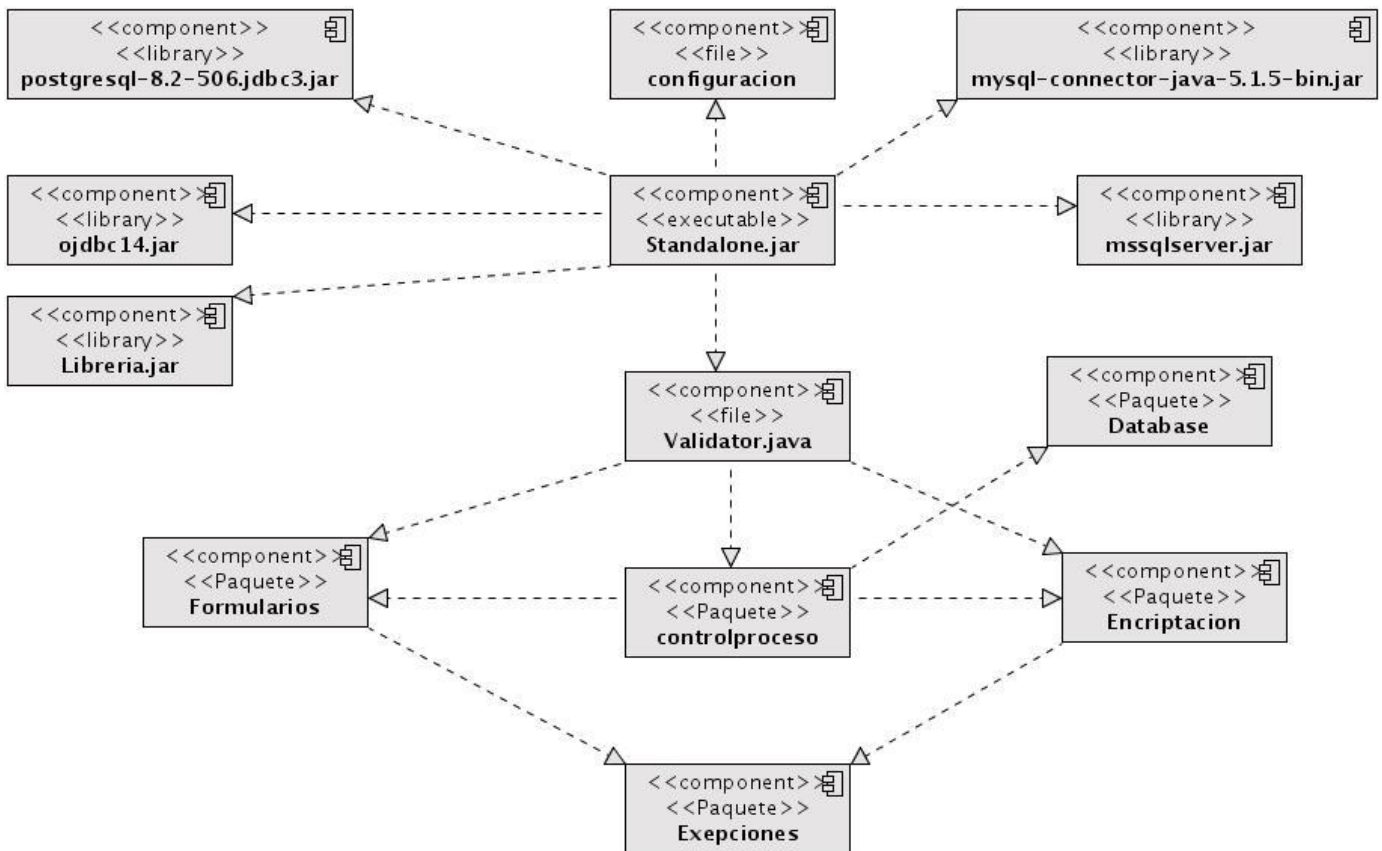 <<component>>
<<library>>
postgresql-8.2-506.jdbc3.jar
<<component>>
<<file>>
configuracion
<<component>>
<<library>>
mysql-connector-java-5.1.5-bin.jar
<<component>>
<<library>>
ojdbc14.jar
<<component>>
<<executable>>
Standalone.jar
<<component>>
<<library>>
mssqlserver.jar
<<component>>
<<library>>
Libreria.jar
<<component>>
<<file>>
Validator.java
<<component>>
<<Paquete>>
Database
<<component>>
<<Paquete>>
Formularios
<<component>>
<<Paquete>>
controlproceso
<<component>>
<<Paquete>>
Encriptacion
<<component>>
<<Paquete>>
Exepciones